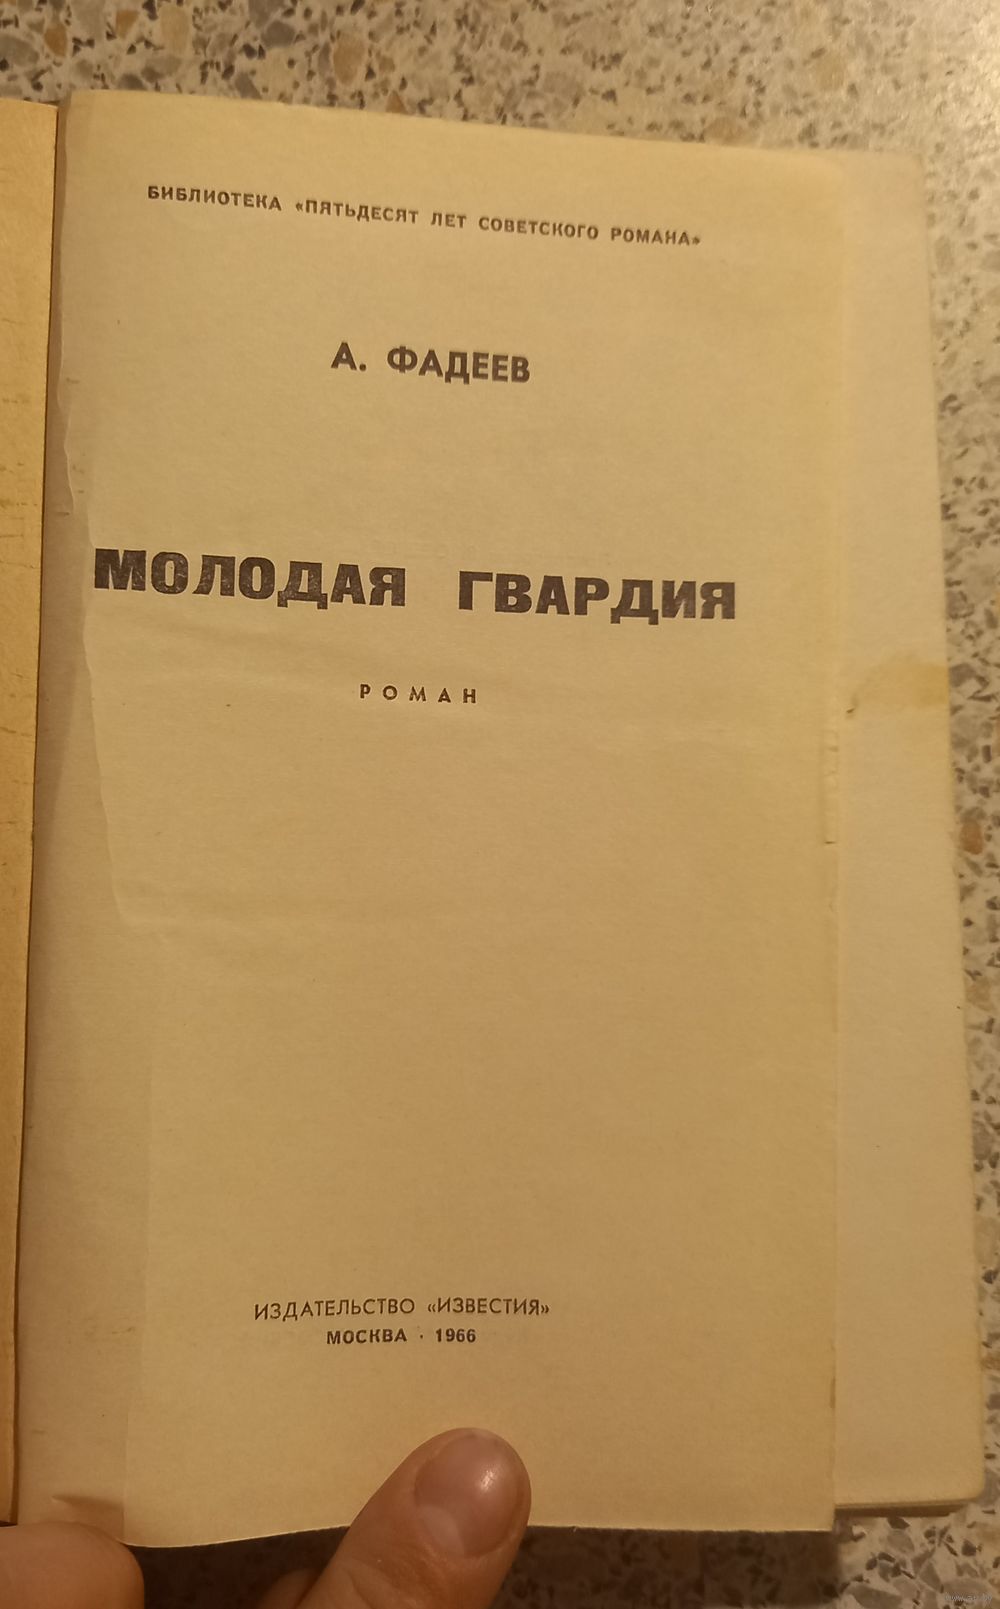 БИБЛИОТЕКА «ПЯТЬДЕСЯТ ЛЕТ СОВЕТСКОГО РОМАНА»
А. ФАДЕЕВ
МОЛОДАЯ ГВАРДИЯ
РОМАН
ИЗДАТЕЛЬСТВО «ИЗВЕСТИЯ»
МОСКВА · 1966